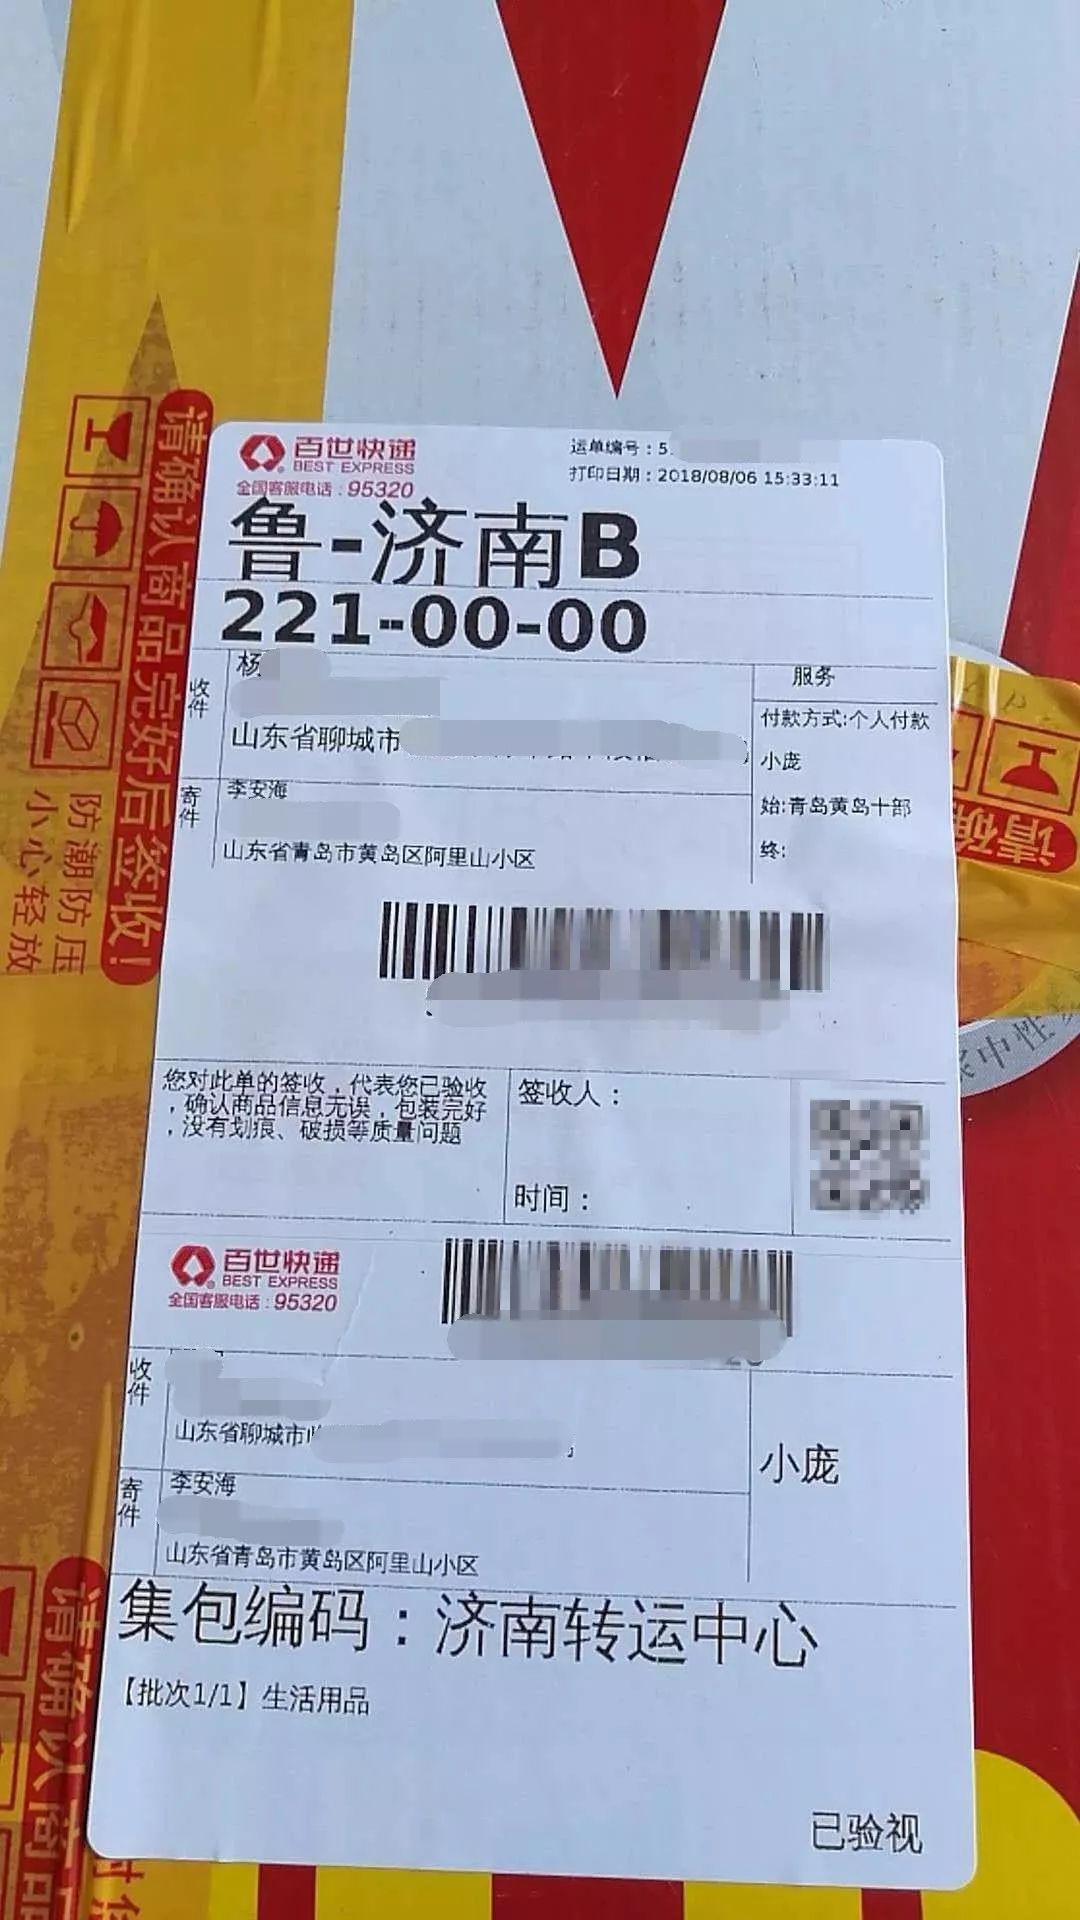 百世快递
BEST EXPRESS
全国客服电话：95320
运单编号：5
打印日期：2018/08/06 15:33:11
鲁-济南B
221-00-00
收件
杨
山东省聊城市
服务
付款方式:个人付款
小庞
寄件
李安海
山东省青岛市黄岛区阿里山小区
始:青岛黄岛十部
终:
您对此单的签收，代表您已验收
，确认商品信息无误，包装完好
，没有划痕、破损等质量问题
签收人：
时间：
百世快递
BEST EXPRESS
全国客服电话：95320
收件
山东省聊城市
小庞
寄件
李安海
山东省青岛市黄岛区阿里山小区
集包编码：济南转运中心
【批次1/1】生活用品
已验视
请确认商品完好后签收！
防潮防压
小心轻放
请确
请确认商品
中性